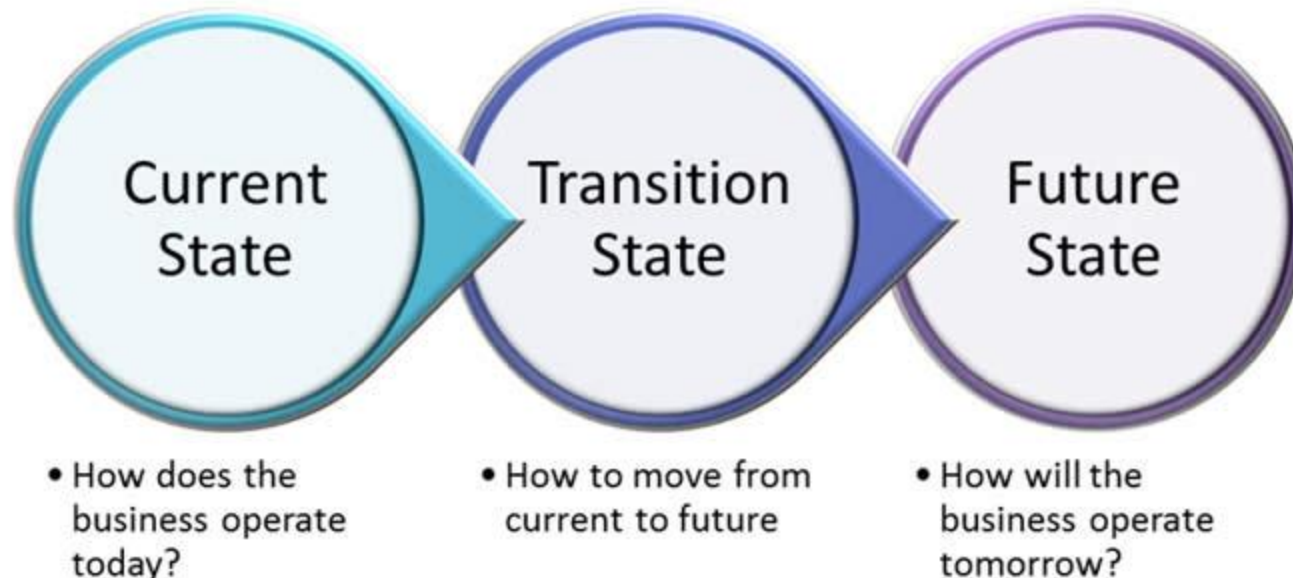 Current
State
Transition
State
Future
State
• How does the
business operate
today?
• How to move from
current to future
• How will the
business operate
tomorrow?